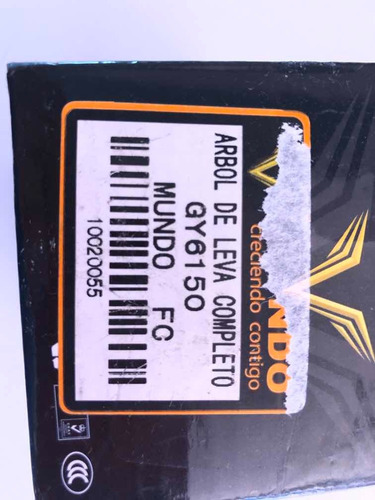 ARBOL DE LEVA COMPLETO
GY6150
MUNDO FC
10020055
NDO
creciendo contigo